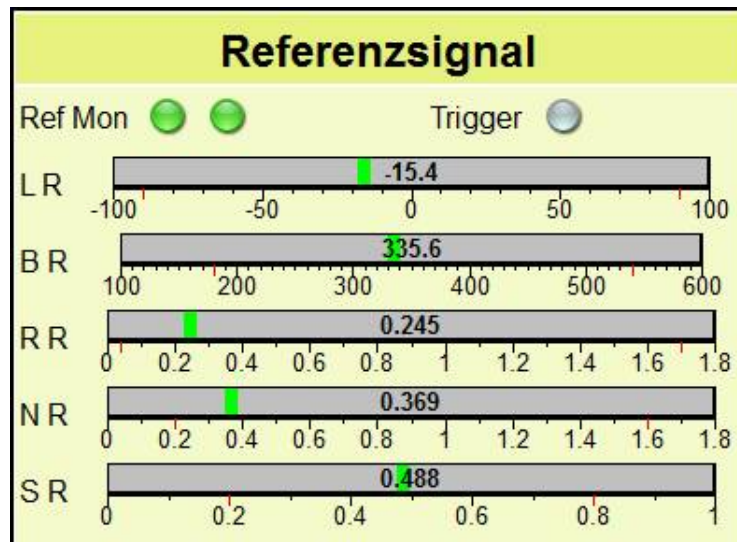 Referenzsignal
Ref Mon Trigger
L R -15.4
-100 -50 0 50 100
B R 335.6
100 200 300 400 500 600
R R 0.245
0 0.2 0.4 0.6 0.8 1 1.2 1.4 1.6 1.8
N R 0.369
0 0.2 0.4 0.6 0.8 1 1.2 1.4 1.6 1.8
S R 0.488
0 0.2 0.4 0.6 0.8 1